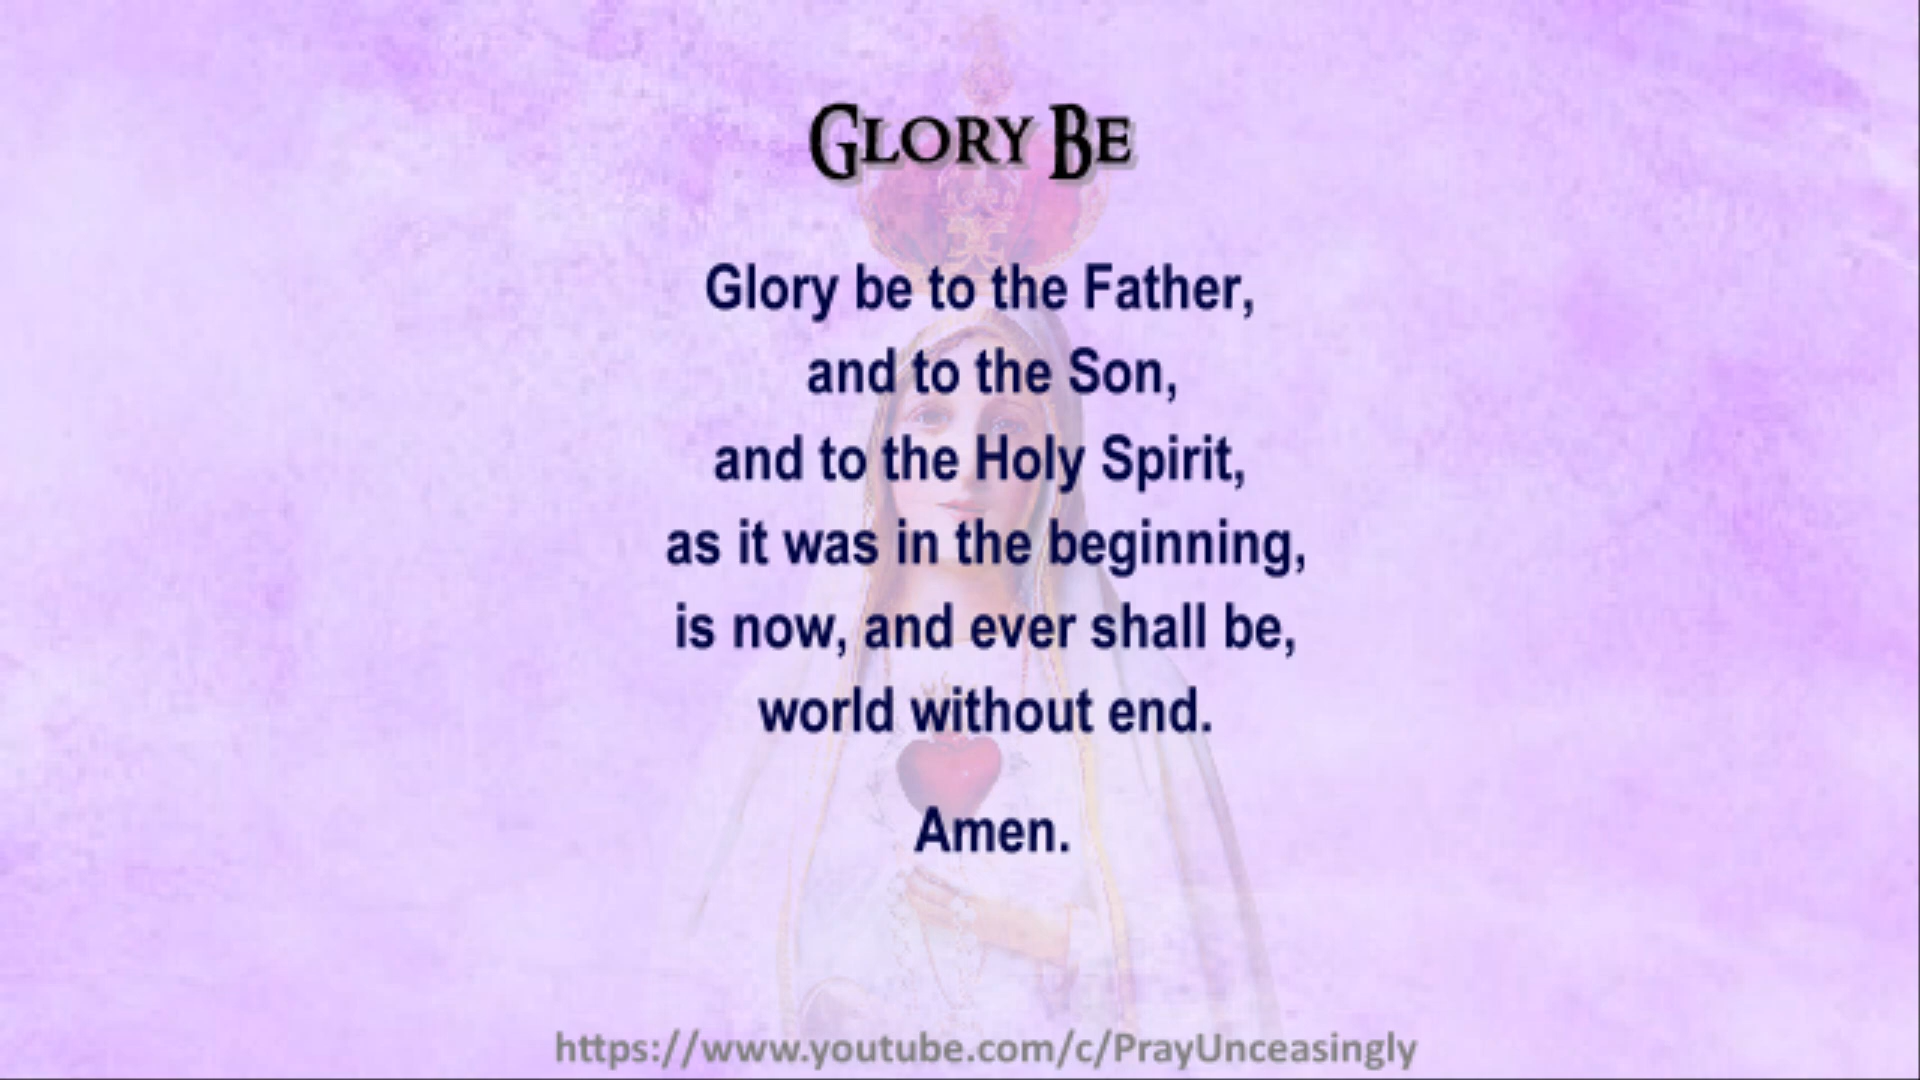 Glory Be
Glory be to the Father,
and to the Son,
and to the Holy Spirit,
as it was in the beginning,
is now, and ever shall be,
world without end.
Amen.
https://www.youtube.com/c/PrayUnceasingly